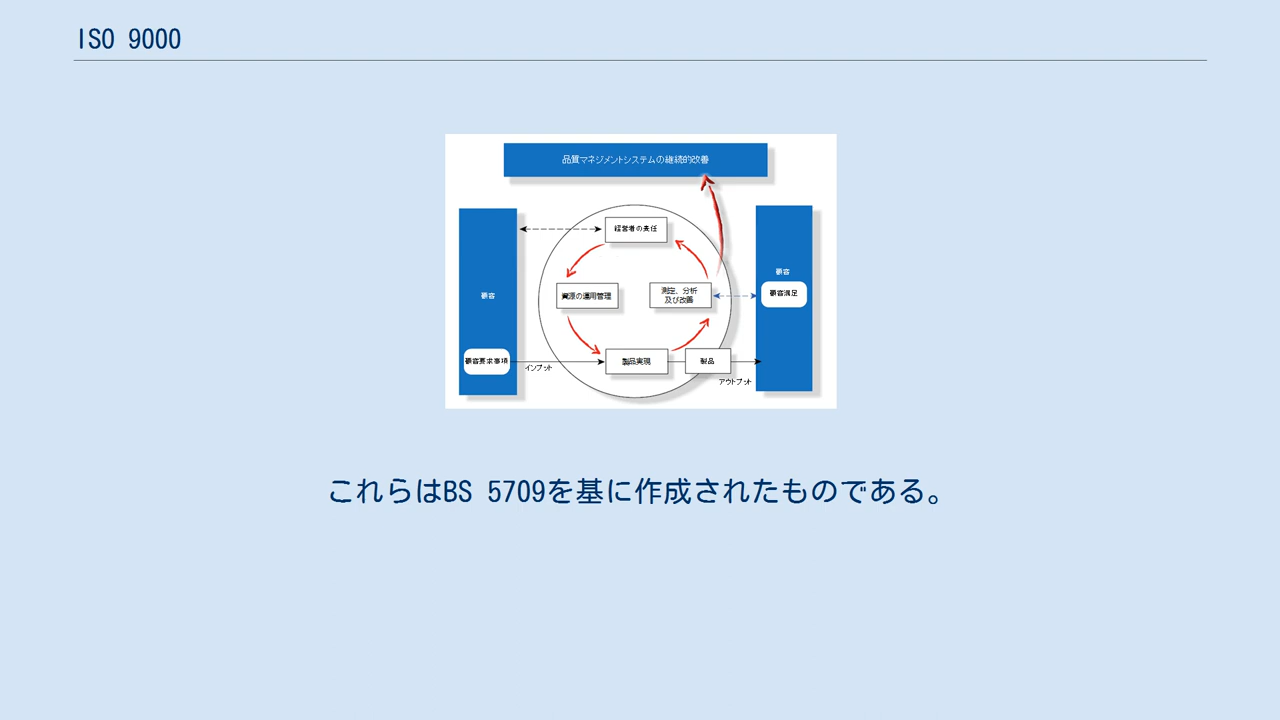 ISO 9000
品質マネジメントシステムの継続的改善
経営者の責任
顧客
顧客満足
顧客
資源の運用管理
測定、分析
及び改善
顧客要求事項
インプット
製品実現
製品
アウトプット
これらはBS 5709を基に作成されたものである。